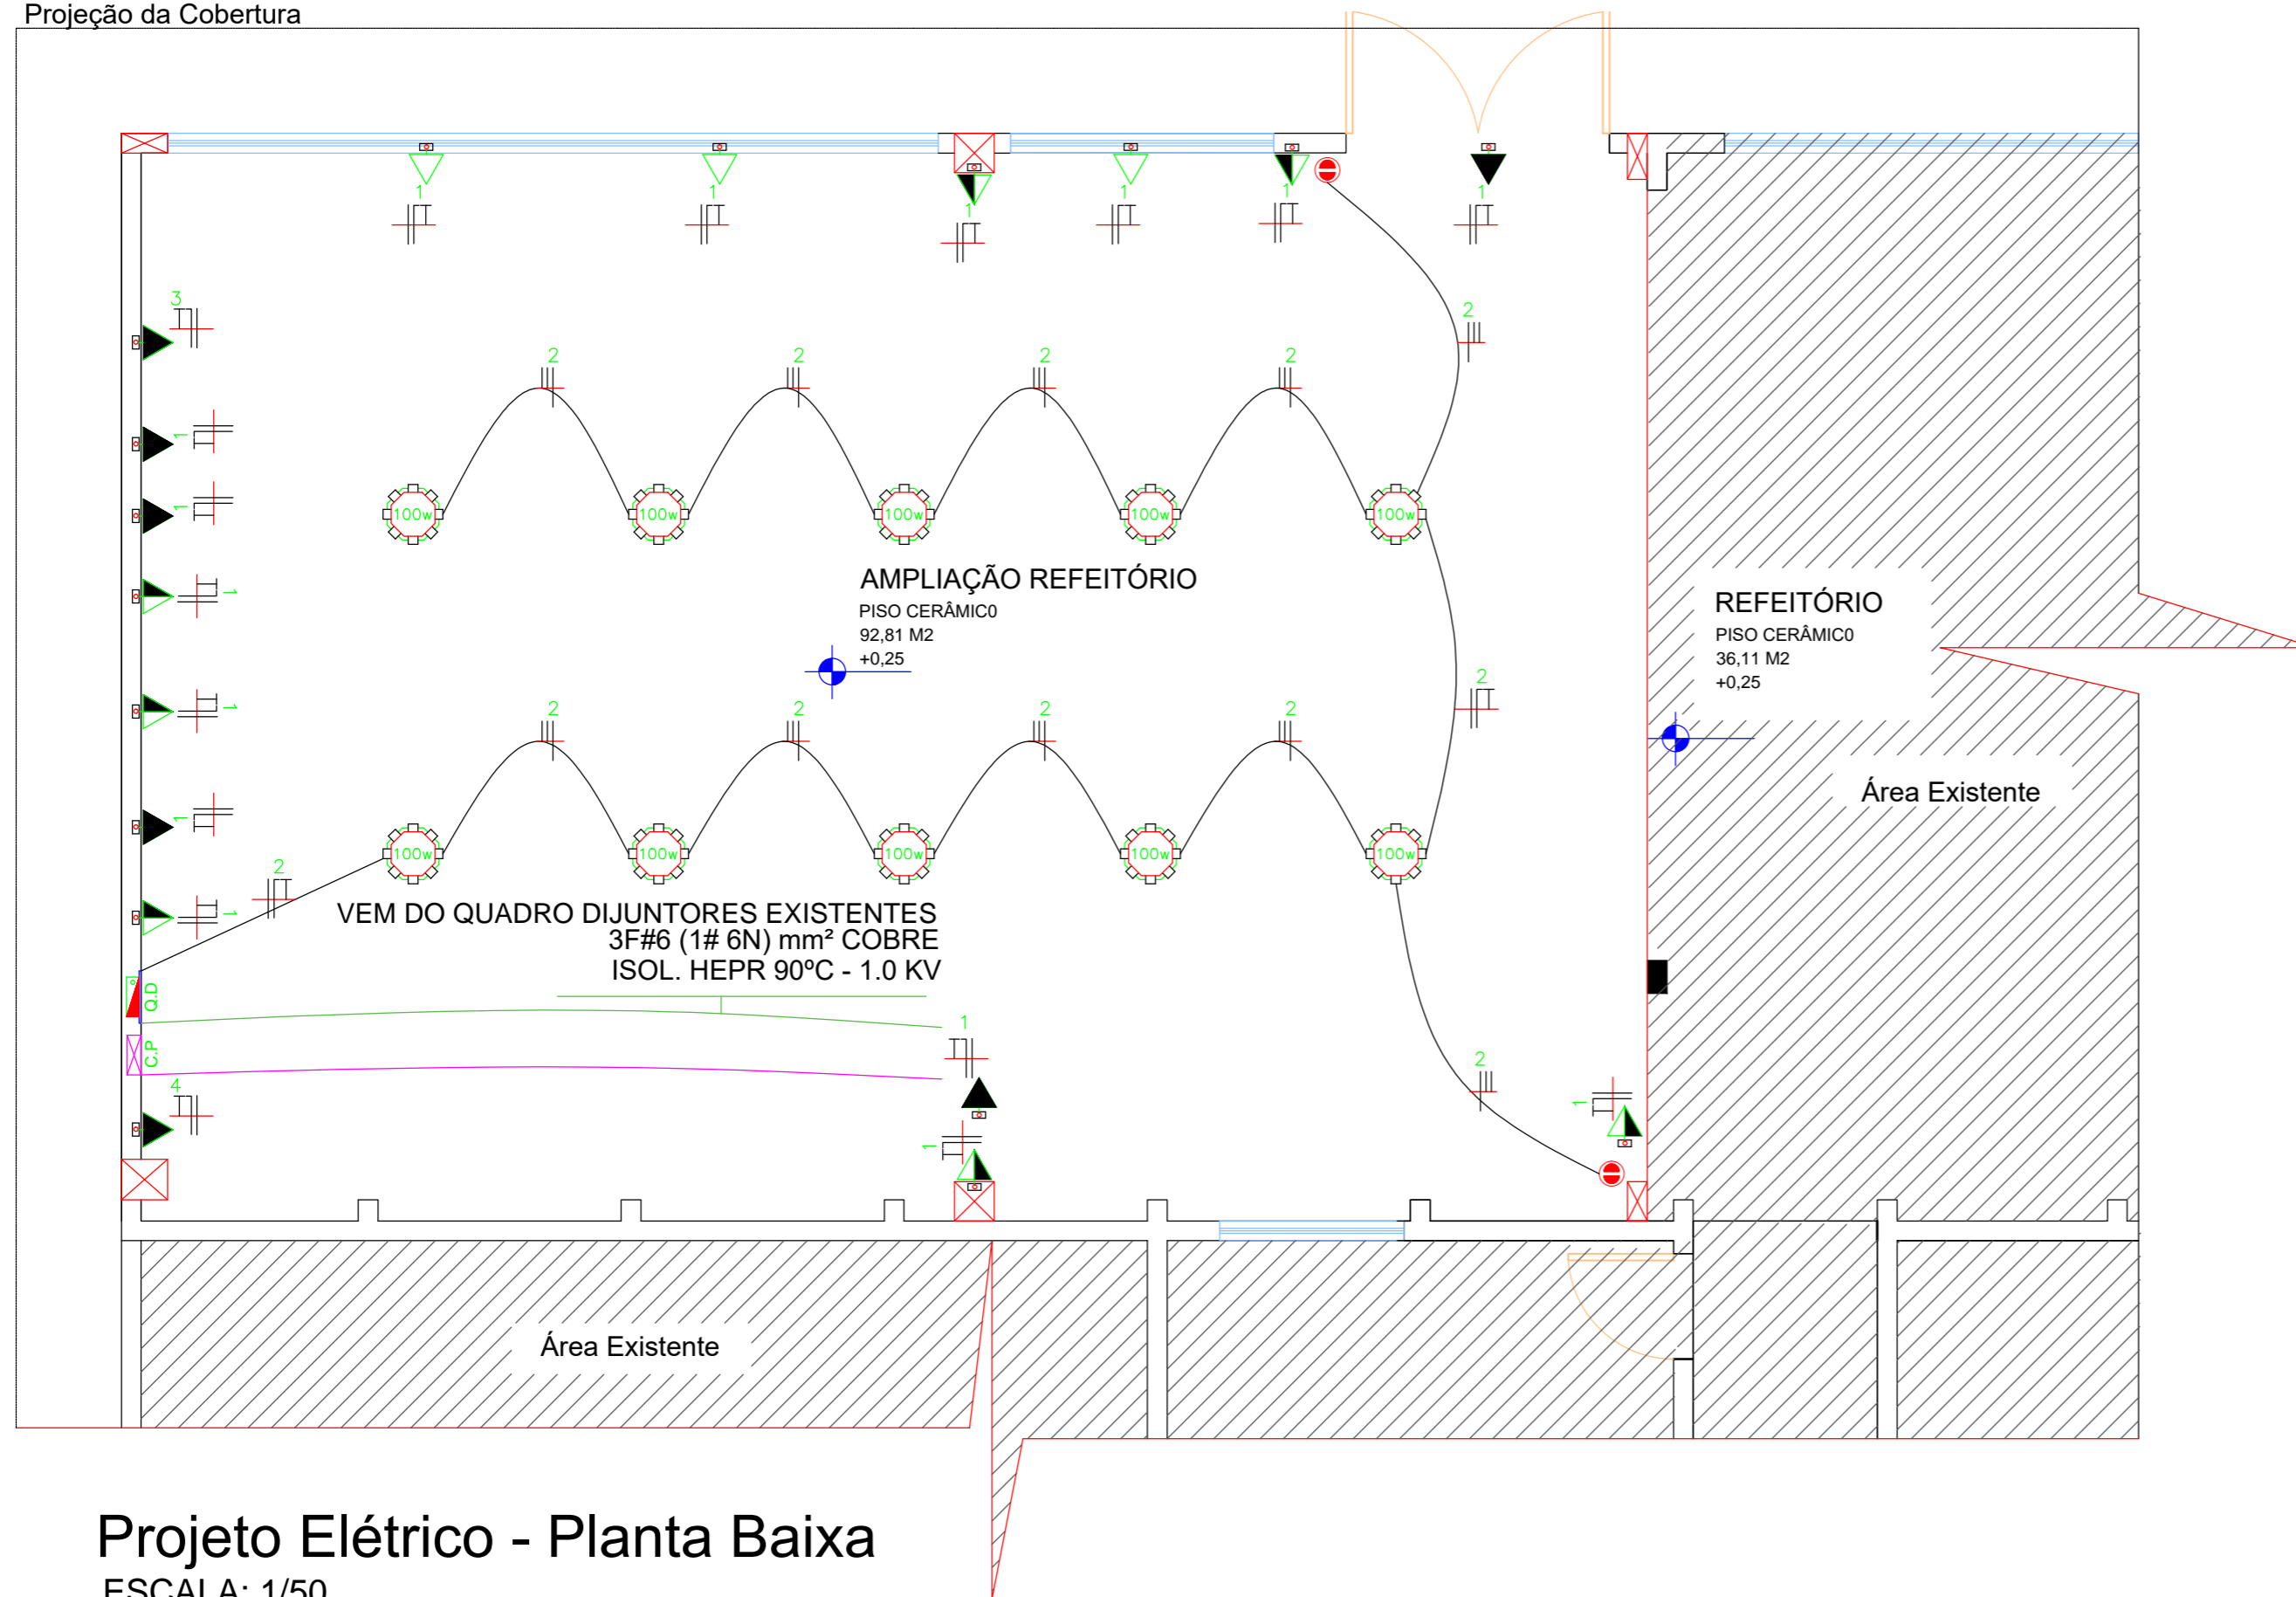 Projeção da Cobertura
1
1
1
1
1
1
3
2
2
2
2
2
1
1
100w
100w
100w
100w
100w
AMPLIAÇÃO REFEITÓRIO
PISO CERÂMIC0
92,81 M2
+0,25
REFEITÓRIO
PISO CERÂMIC0
36,11 M2
+0,25
1
1
2
2
2
2
2
Área Existente
1
100w
100w
100w
100w
100w
2
1
VEM DO QUADRO DIJUNTORES EXISTENTES
3F#6 (1# 6N) mm² COBRE
ISOL. HEPR 90ºC - 1.0 KV
Q.D
C.P
1
2
4
1
1
Área Existente
Projeto Elétrico - Planta Baixa
ESCALA: 1/50